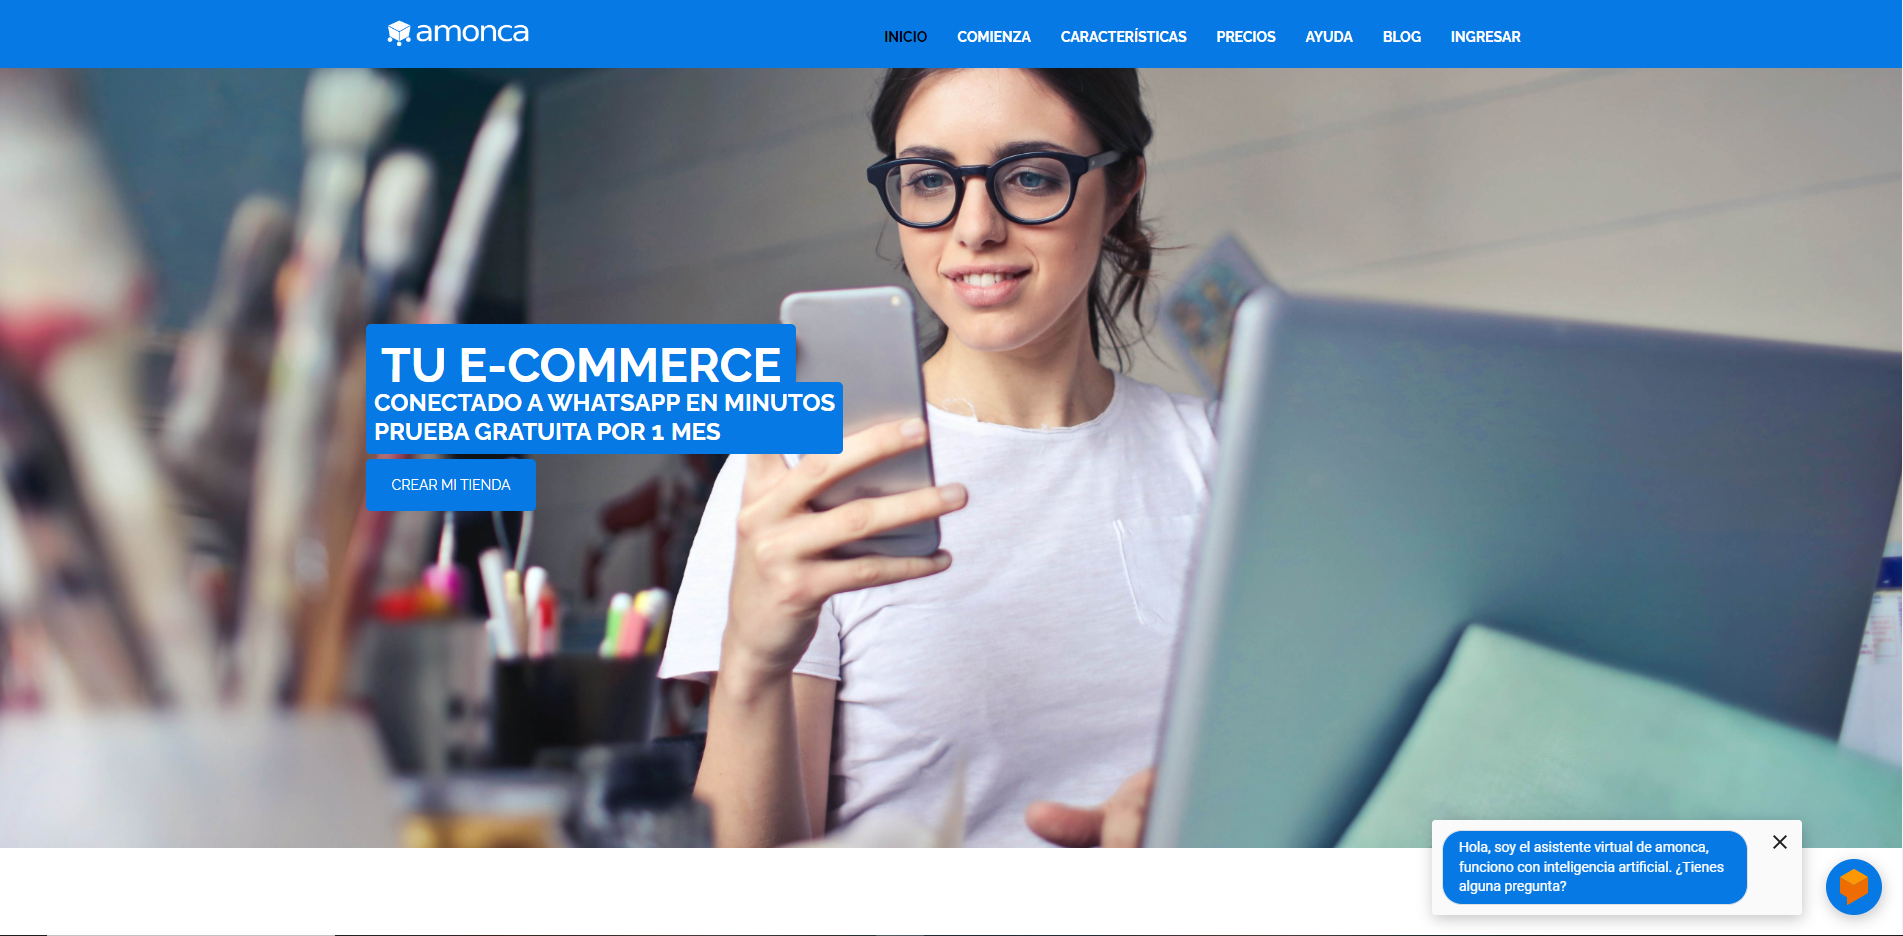 amonca
INICIO COMIENZA CARACTERÍSTICAS PRECIOS AYUDA BLOG INGRESAR
TU E-COMMERCE
CONECTADO A WHATSAPP EN MINUTOS
PRUEBA GRATUITA POR 1 MES
CREAR MI TIENDA
Hola, soy el asistente virtual de amonca,
funciono con inteligencia artificial. ¿Tienes
alguna pregunta?